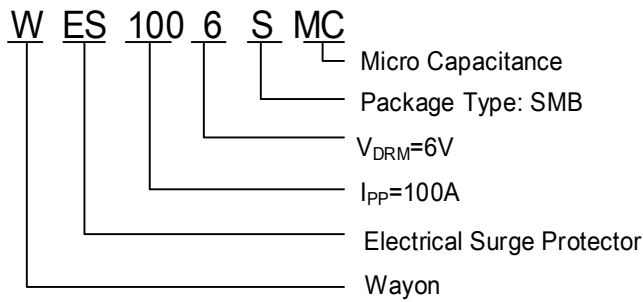 W ES 100 6 S MC
Micro Capacitance
Package Type: SMB
VDRM=6V
IPP=100A
Electrical Surge Protector
Wayon